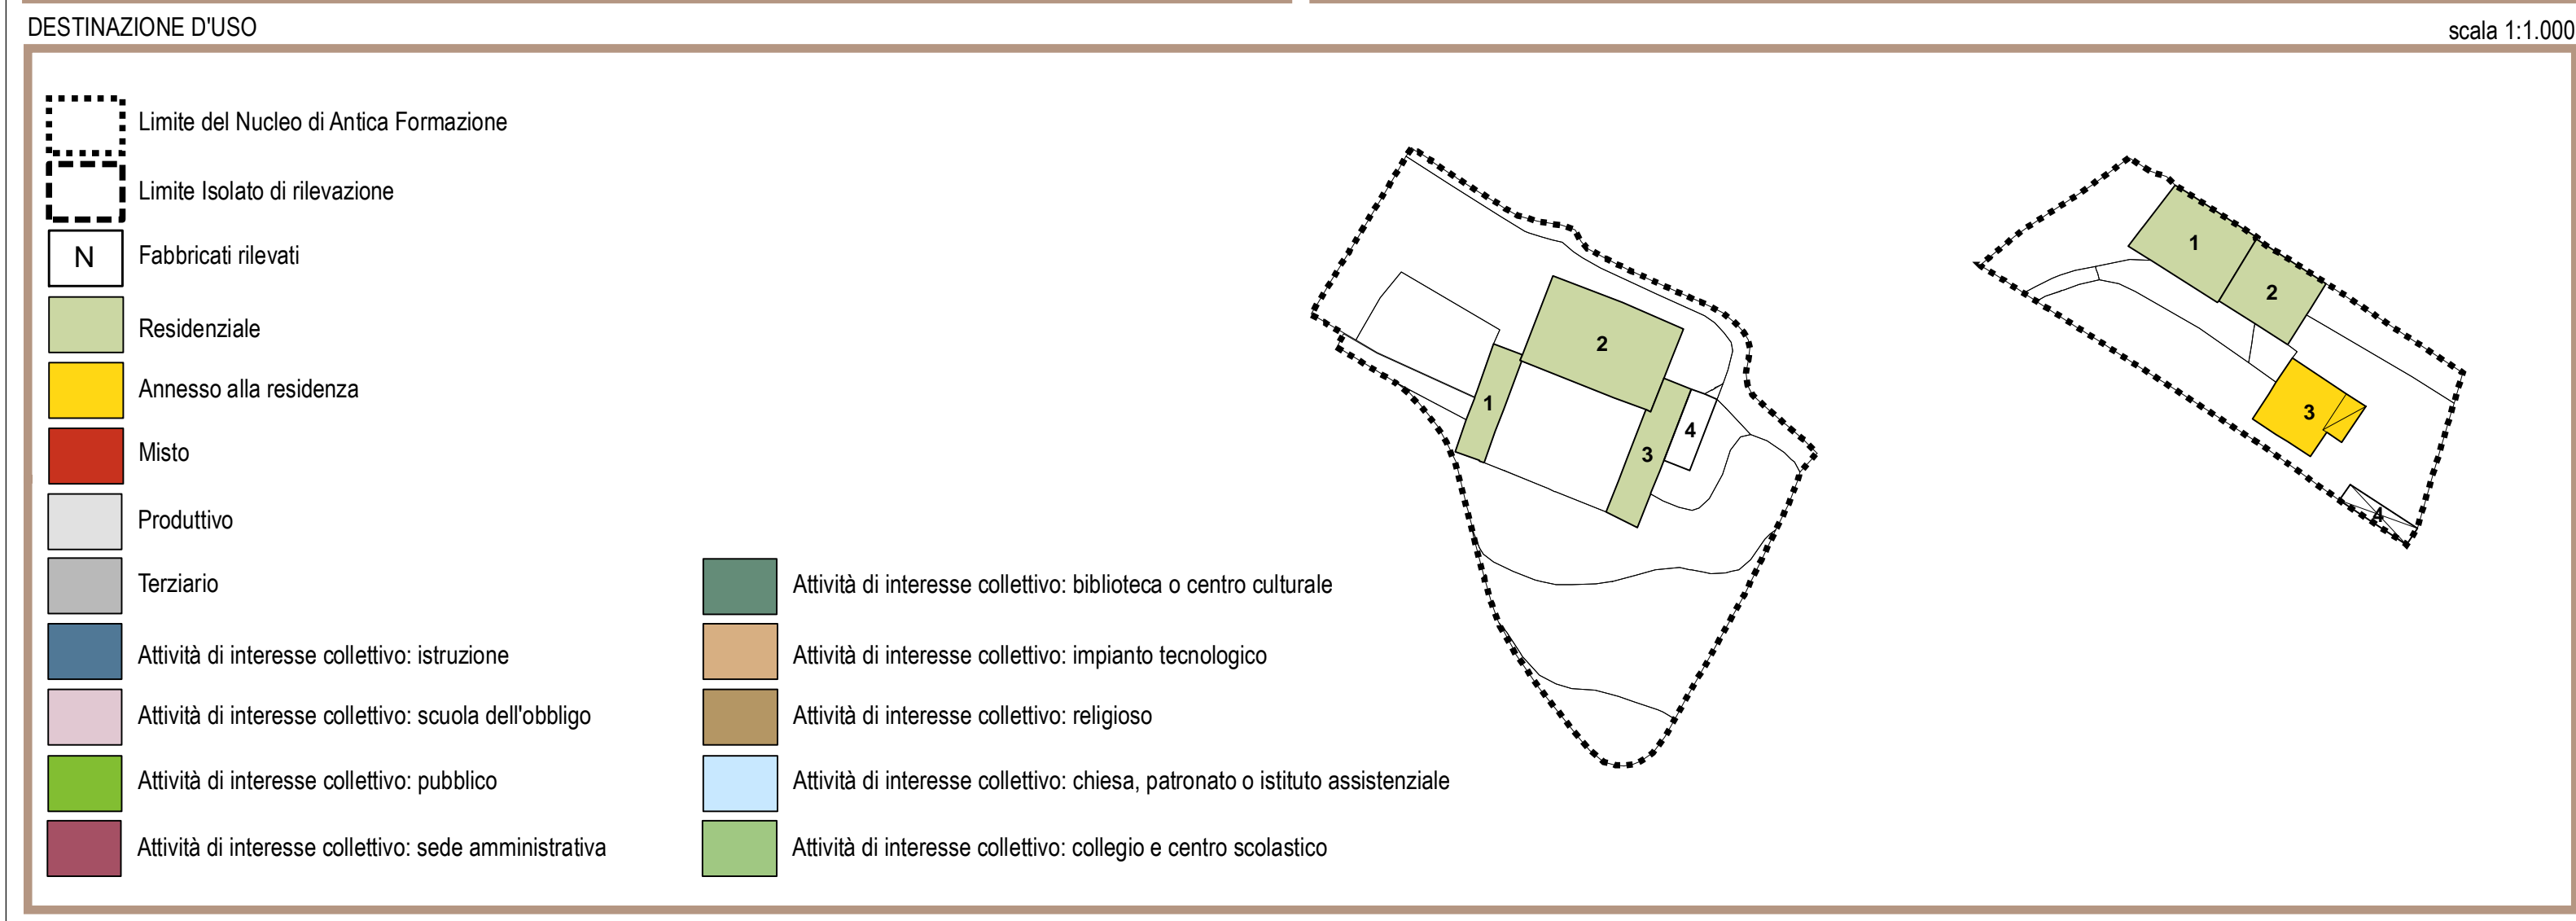 DESTINAZIONE D'USO
scala 1:1.000
Limite del Nucleo di Antica Formazione
Limite Isolato di rilevazione
N Fabbricati rilevati
Residenziale
Annesso alla residenza
Misto
Produttivo
Terziario
Attività di interesse collettivo: istruzione
Attività di interesse collettivo: scuola dell'obbligo
Attività di interesse collettivo: pubblico
Attività di interesse collettivo: sede amministrativa
Attività di interesse collettivo: biblioteca o centro culturale
Attività di interesse collettivo: impianto tecnologico
Attività di interesse collettivo: religioso
Attività di interesse collettivo: chiesa, patronato o istituto assistenziale
Attività di interesse collettivo: collegio e centro scolastico
2
1
4
3
1
2
3
4